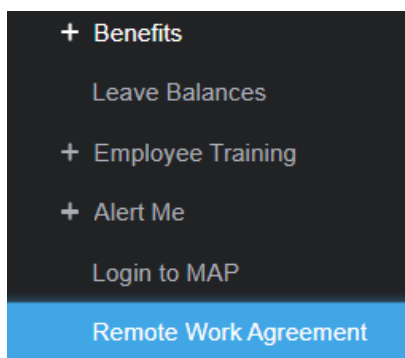 + Benefits
Leave Balances
+ Employee Training
+ Alert Me
Login to MAP
Remote Work Agreement